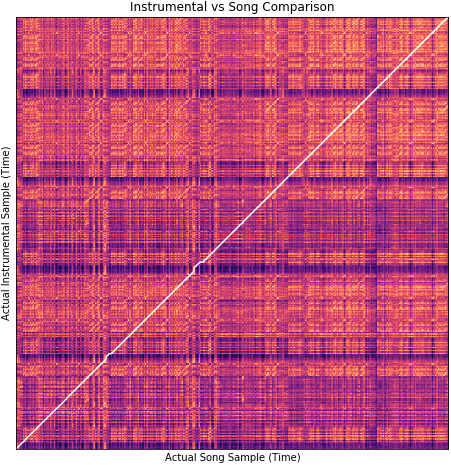 Instrumental vs Song Comparison
Actual Instrumental Sample (Time)
Actual Song Sample (Time)